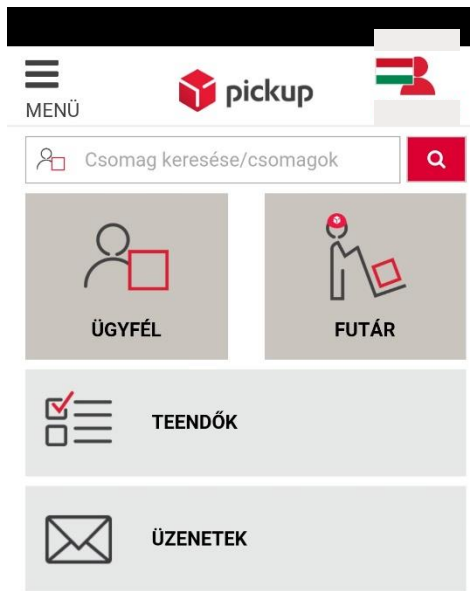 MENÜ
pickup
Csomag keresése/csomagok
ÜGYFÉL
FUTÁR
TEENDŐK
ÜZENETEK